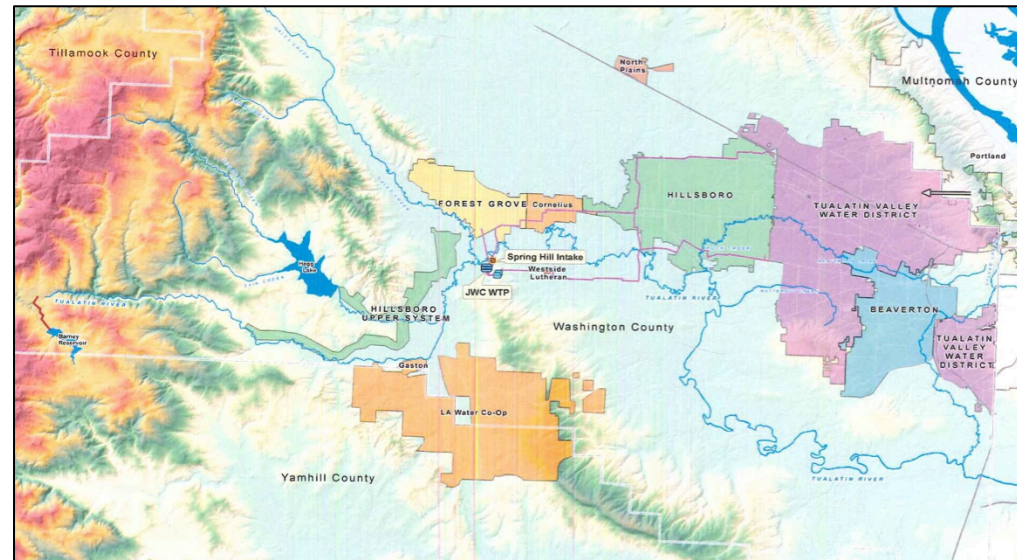 Tillamook County
North
Plains
Multnomah County
Portland
FOREST GROVE
Cornelius
HILLSBORO
TUALATIN VALLEY
WATER DISTRICT
Spring Hill Intake
Westside
Lutheran
JWC WTP
Hagg
Lake
HILLSBORO
UPPER SYSTEM
TUALATIN RIVER
TUALATIN RIVER
Barney
Reservoir
Washington County
BEAVERTON
TUALATIN
VALLEY
WATER
DISTRICT
Gaston
LA Water Co-Op
Yamhill County
TUALATIN RIVER